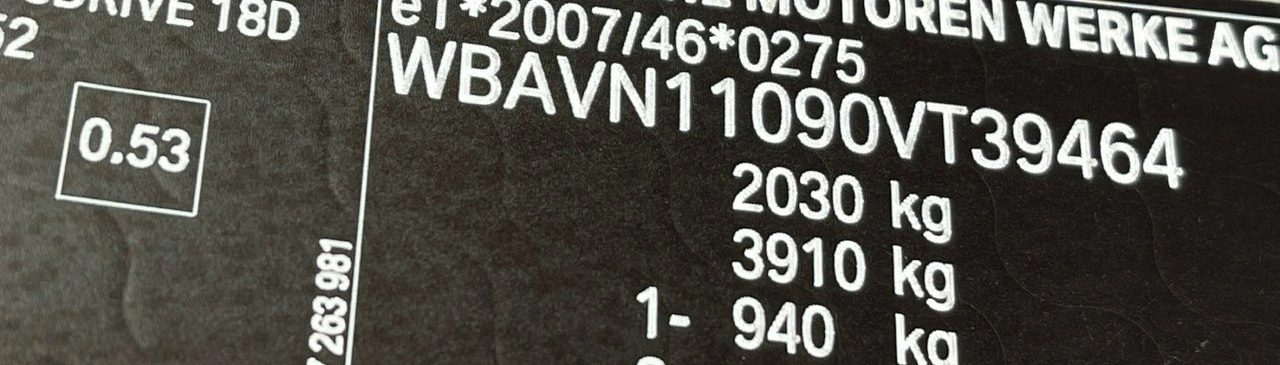 DRIVE 18D
52
0.53
263 981
MOTOREN WERKE AG
e1*2007/46*0275
WBAVN11090VT39464
2030 kg
3910 kg
1- 940 kg